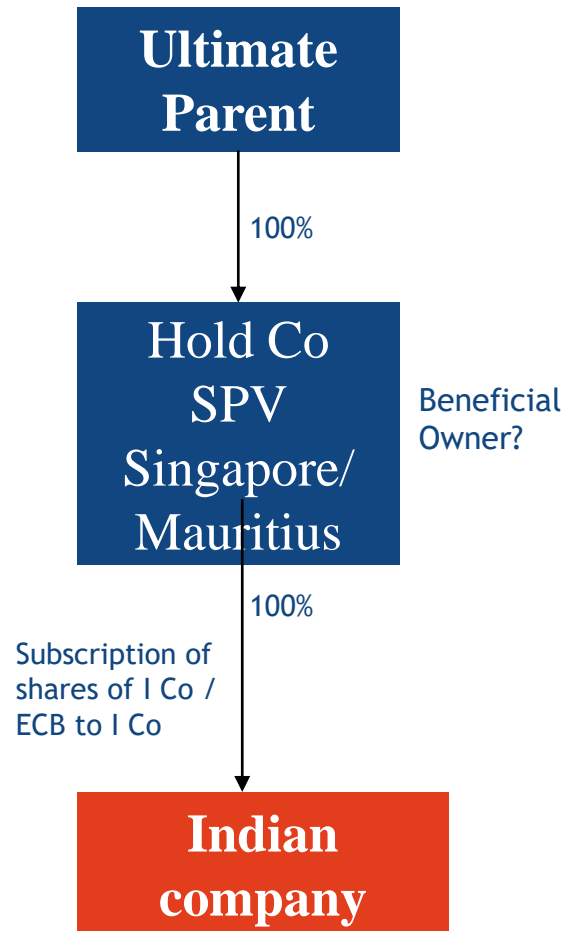 Ultimate
Parent
100%
Hold Co
SPV
Singapore/
Mauritius
Beneficial
Owner?
100%
Subscription of
shares of I Co /
ECB to I Co
Indian
company